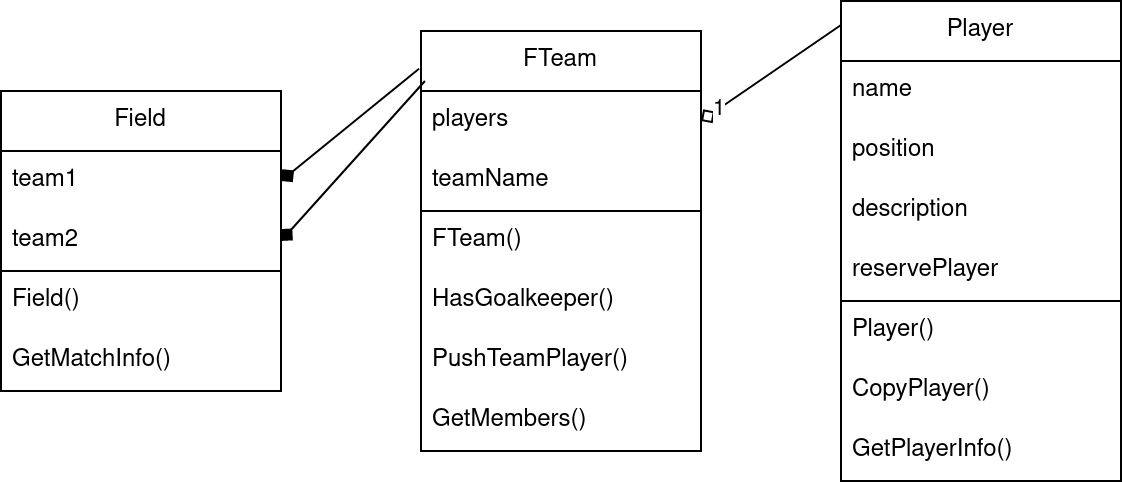 Field
team1
team2
Field()
GetMatchInfo()
FTeam
players
teamName
FTeam()
HasGoalkeeper()
PushTeamPlayer()
GetMembers()
1
Player
name
position
description
reservePlayer
Player()
CopyPlayer()
GetPlayerInfo()